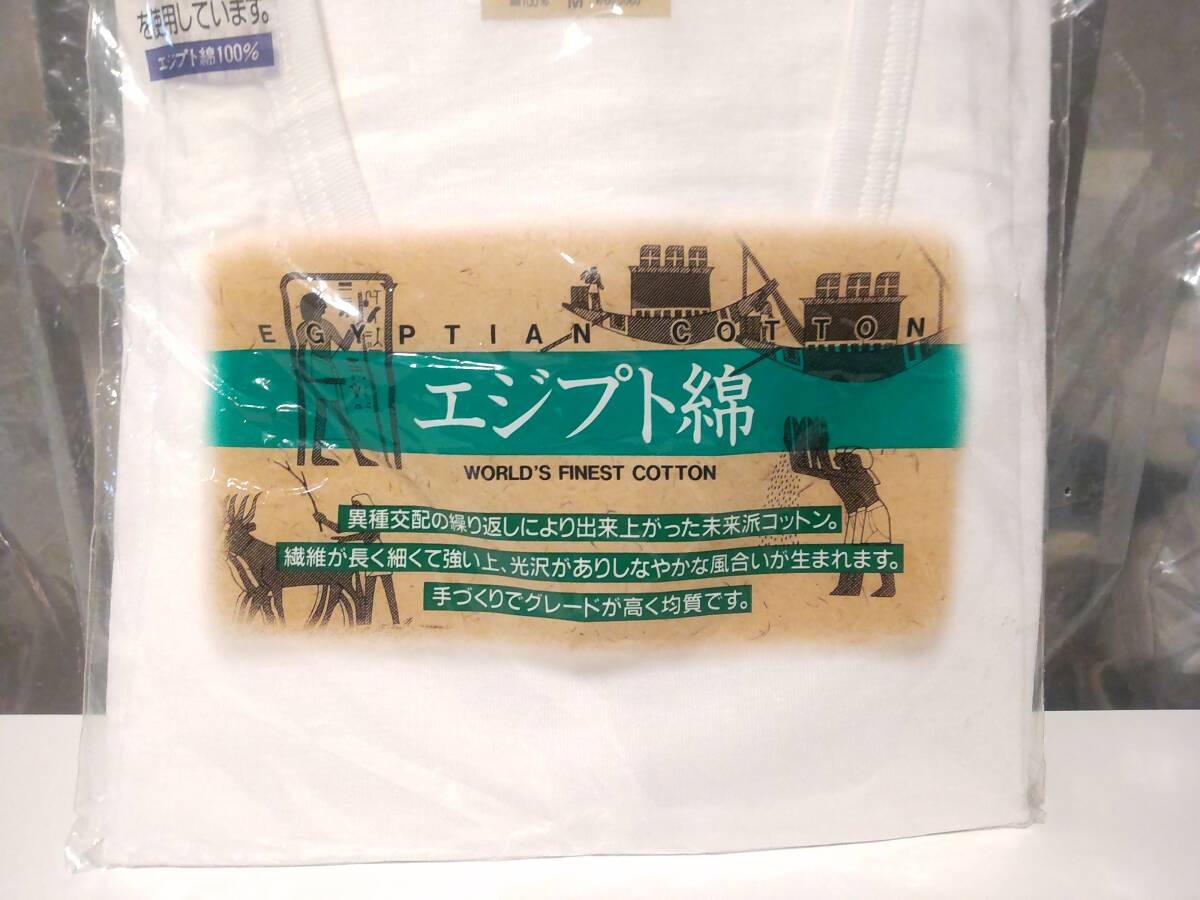 を使用しています。
エジプト綿100%
綿100% M
EGYPTIAN COTTON
エジプト綿
WORLD'S FINEST COTTON
異種交配の繰り返しにより出来上がった未来派コットン。
繊維が長く細くて強い上、光沢がありしなやかな風合いが生まれます。
手づくりでグレードが高く均質です。